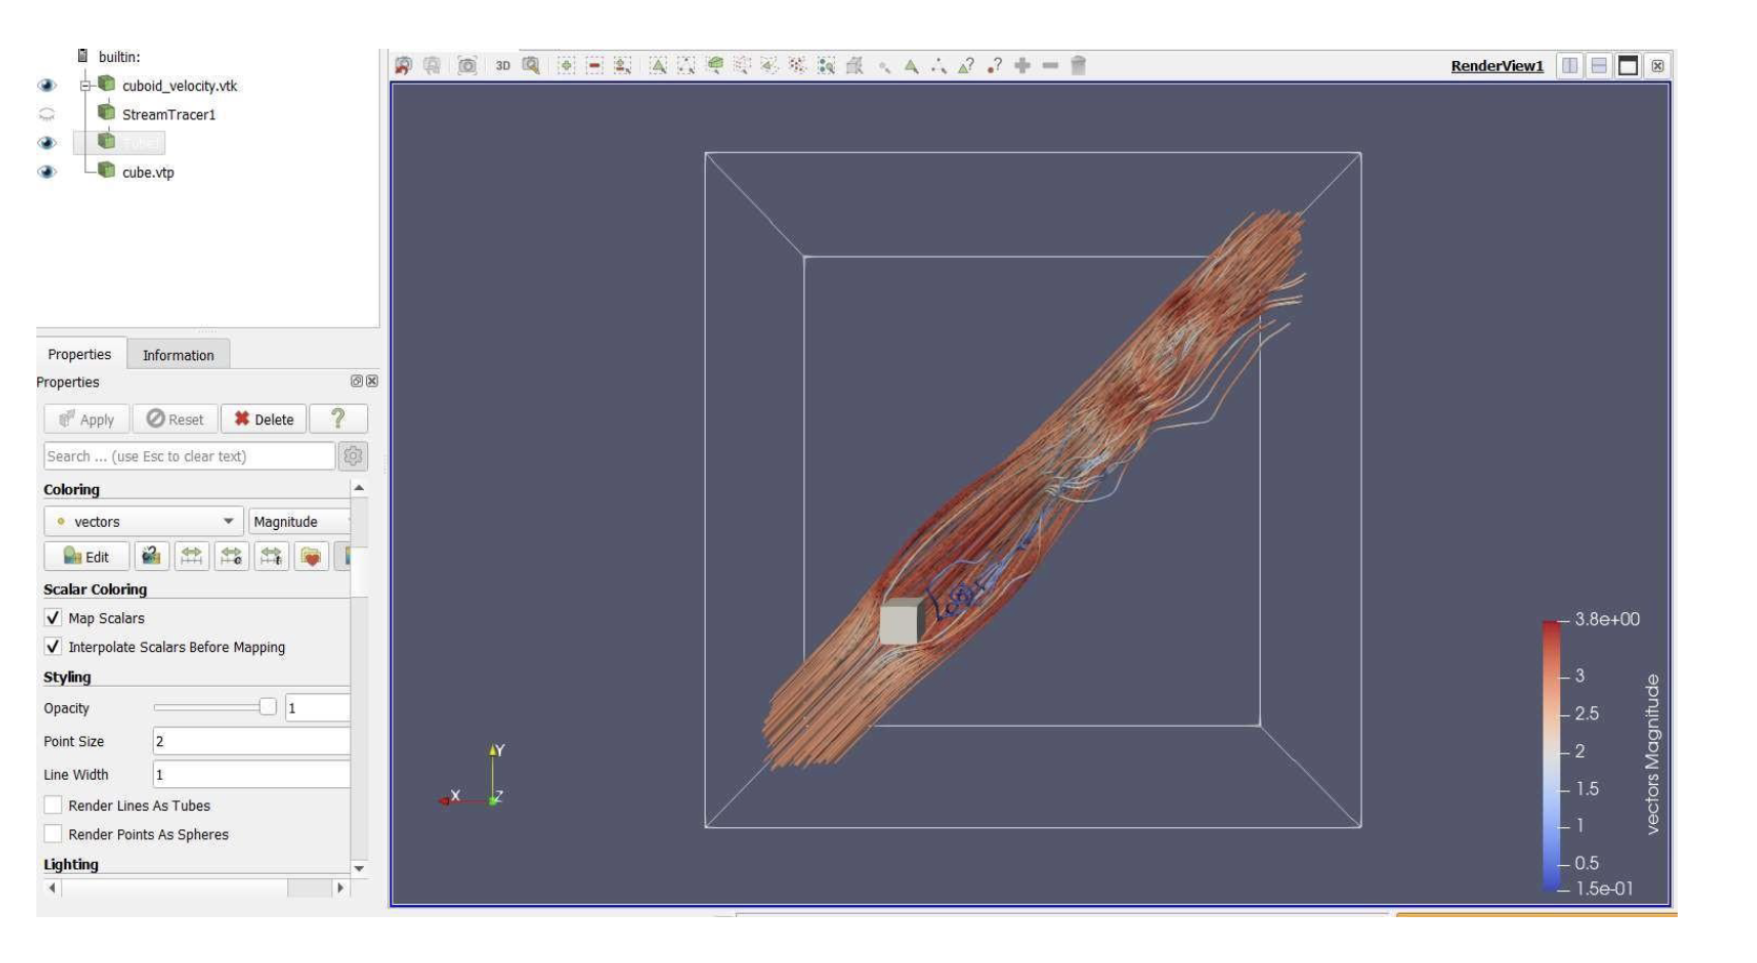 builtin:
cuboid_velocity.vtk
StreamTracer1
cube.vtp
Properties
Information
Properties
Apply
Reset
Delete
?
Search ... (use Esc to clear text)
Coloring
vectors
Magnitude
Edit
Scalar Coloring
Map Scalars
Interpolate Scalars Before Mapping
Styling
Opacity
1
Point Size
2
Line Width
1
Render Lines As Tubes
Render Points As Spheres
Lighting
3D
RenderView1
Y
X
Z
3.8e+00
3
2.5
2
1.5
1
0.5
1.5e-01
vectors Magnitude